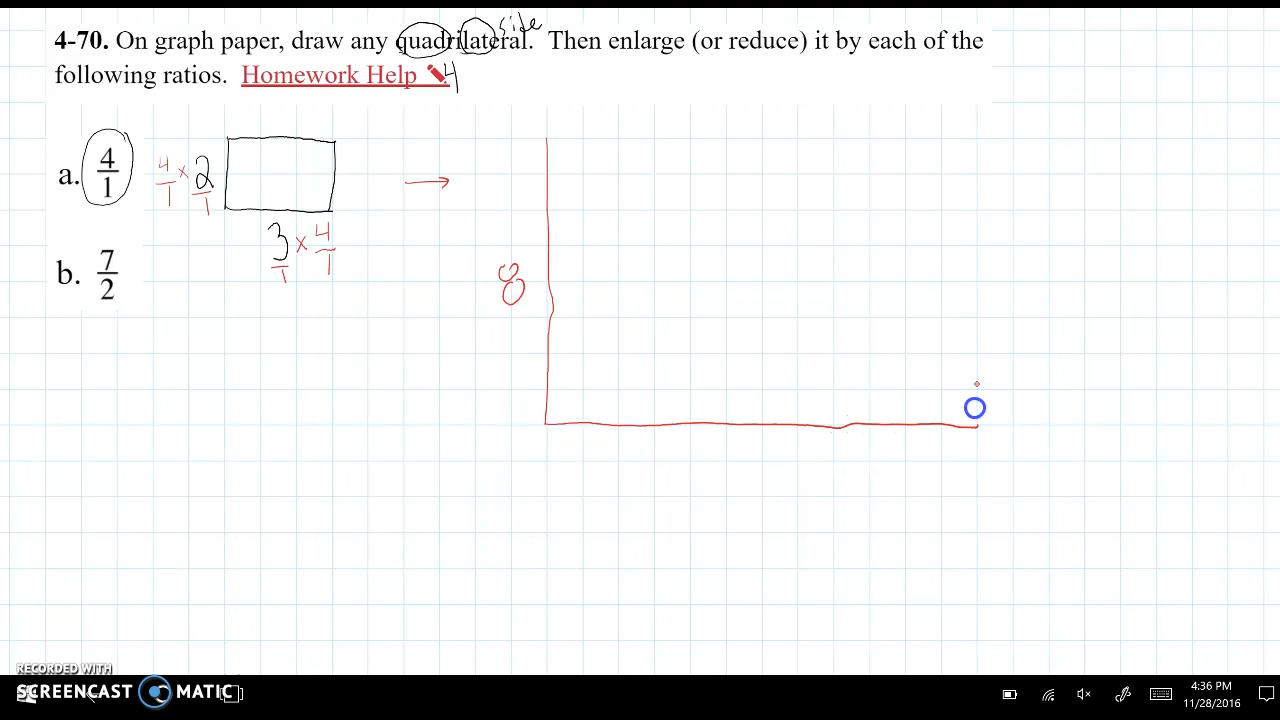 side
4-70. On graph paper, draw any quadrilateral. Then enlarge (or reduce) it by each of the
following ratios. Homework Help 4
a. 4/1 4/1 × 2/1
3/1 × 4/1
8
b. 7/2
RECORDED WITH
SCREENCAST MATIC
4:36 PM
11/28/2016